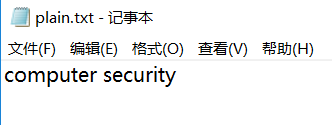 plain.txt - 记事本
文件(F) 编辑(E) 格式(O) 查看(V) 帮助(H)
computer security